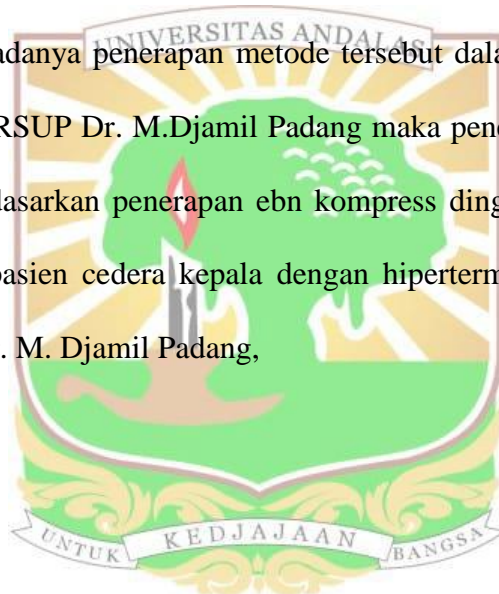 UNIVERSITAS ANDALAS
adanya penerapan metode tersebut dala
RSUP Dr. M.Djamil Padang maka pene
dasarkan penerapan ebn kompress ding
pasien cedera kepala dengan hiperterm
. M. Djamil Padang,
UNTUK KEDJAJAAN BANGSA